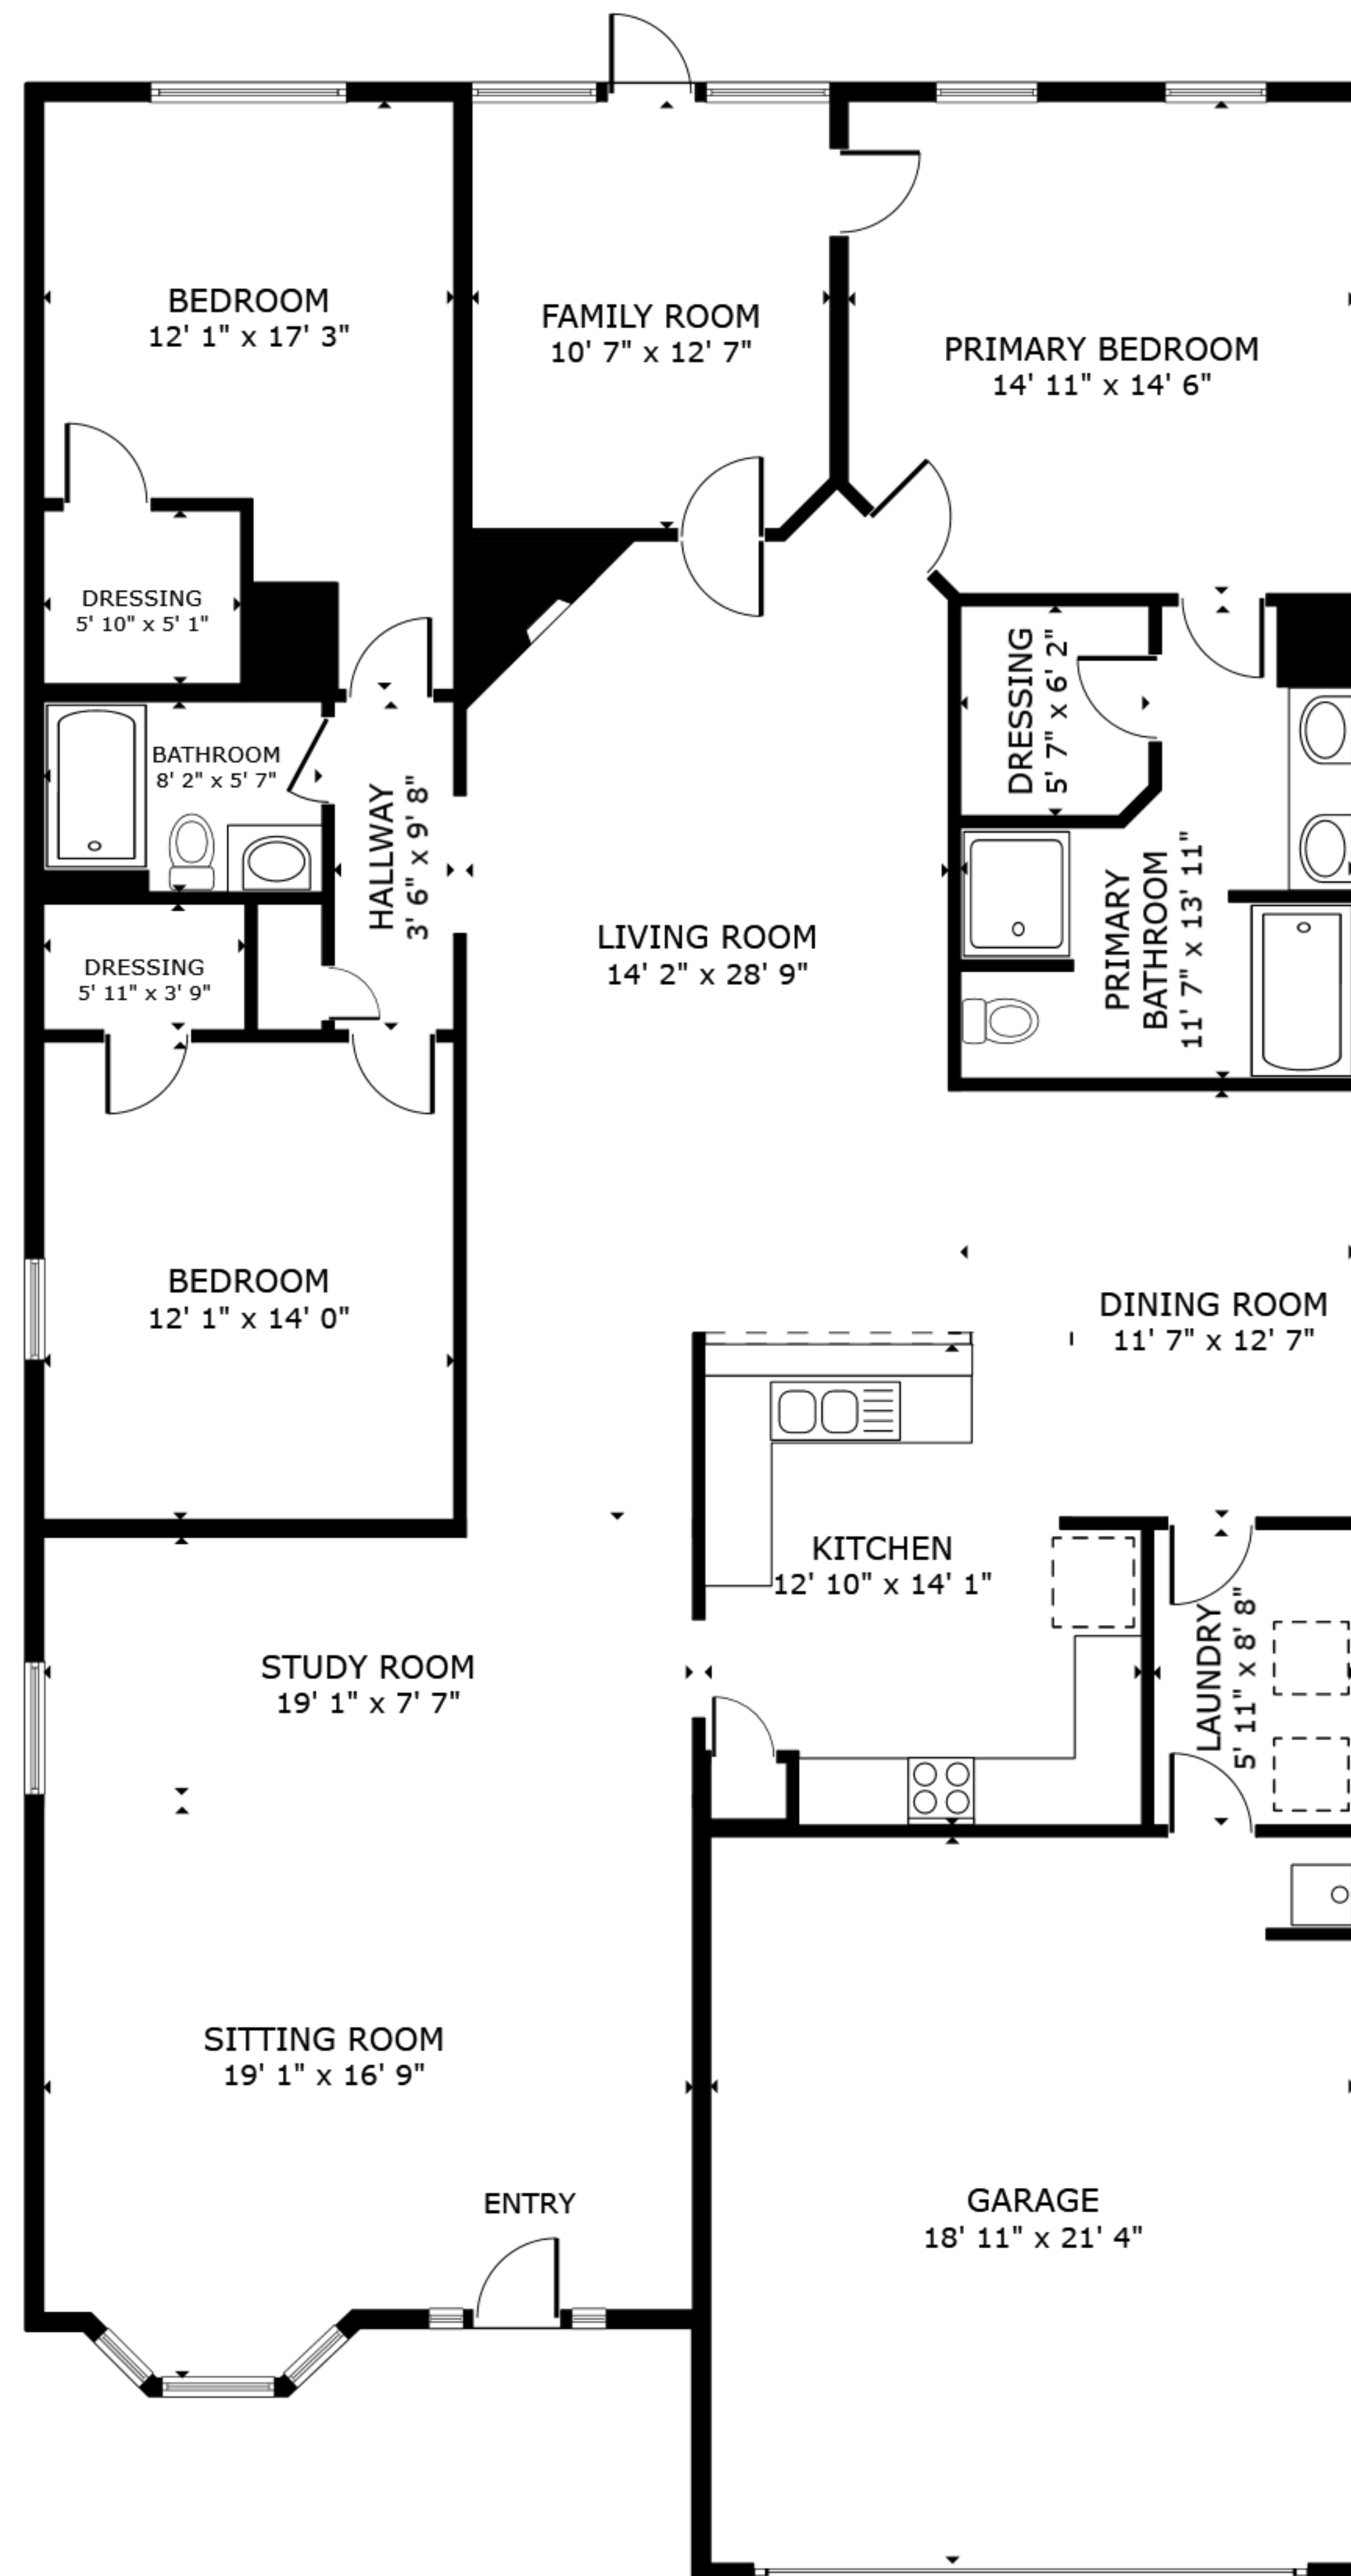 BEDROOM
12' 1" x 17' 3"
FAMILY ROOM
10' 7" x 12' 7"
PRIMARY BEDROOM
14' 11" x 14' 6"
DRESSING
5' 10" x 5' 1"
DRESSING
5' 7" x 6' 2"
BATHROOM
8' 2" x 5' 7"
HALLWAY
3' 6" x 9' 8"
LIVING ROOM
14' 2" x 28' 9"
PRIMARY
BATHROOM
11' 7" x 13' 11"
DRESSING
5' 11" x 3' 9"
BEDROOM
12' 1" x 14' 0"
DINING ROOM
11' 7" x 12' 7"
KITCHEN
12' 10" x 14' 1"
STUDY ROOM
19' 1" x 7' 7"
LAUNDRY
5' 11" x 8' 8"
SITTING ROOM
19' 1" x 16' 9"
ENTRY
GARAGE
18' 11" x 21' 4"